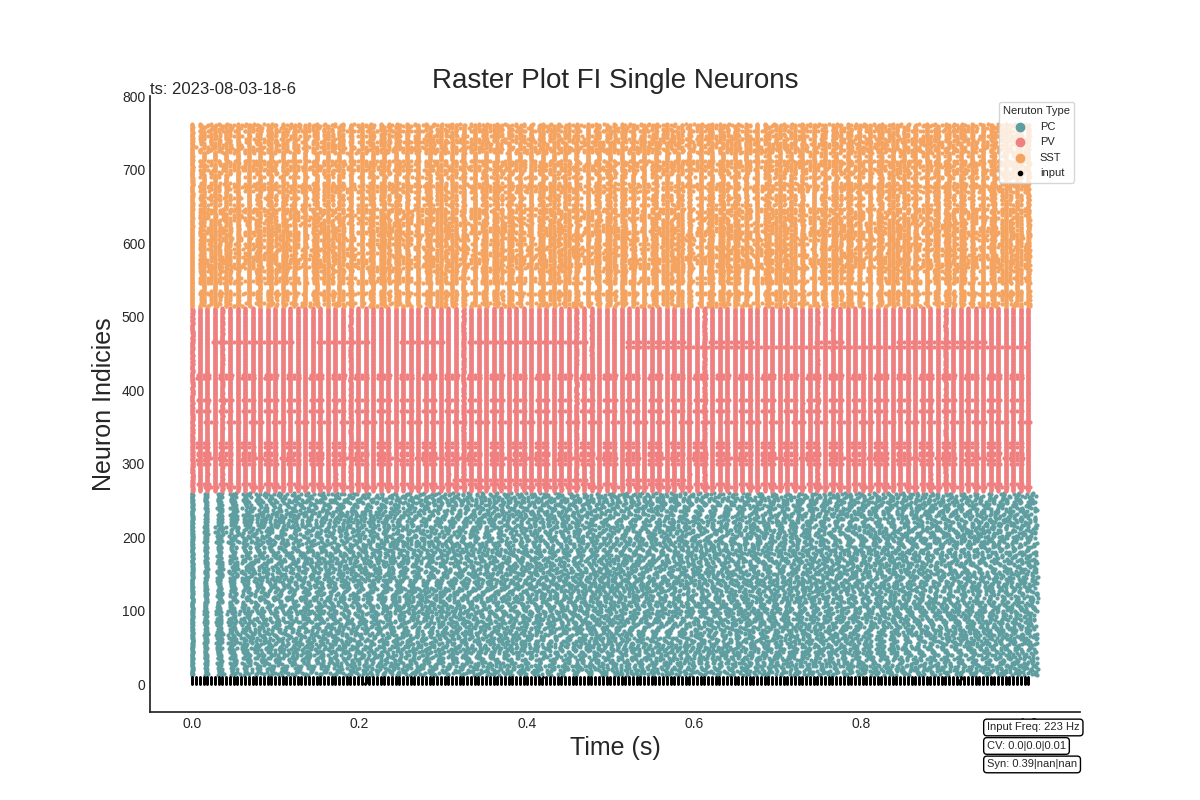 Raster Plot FI Single Neurons
ts: 2023-08-03-18-6
Neruton Type
PC
PV
SST
input
Neuron Indicies
800
700
600
500
400
300
200
100
0
0.0
0.2
0.4
0.6
0.8
Time (s)
Input Freq: 223 Hz
CV: 0.0|0.0|0.01
Syn: 0.39|nan|nan